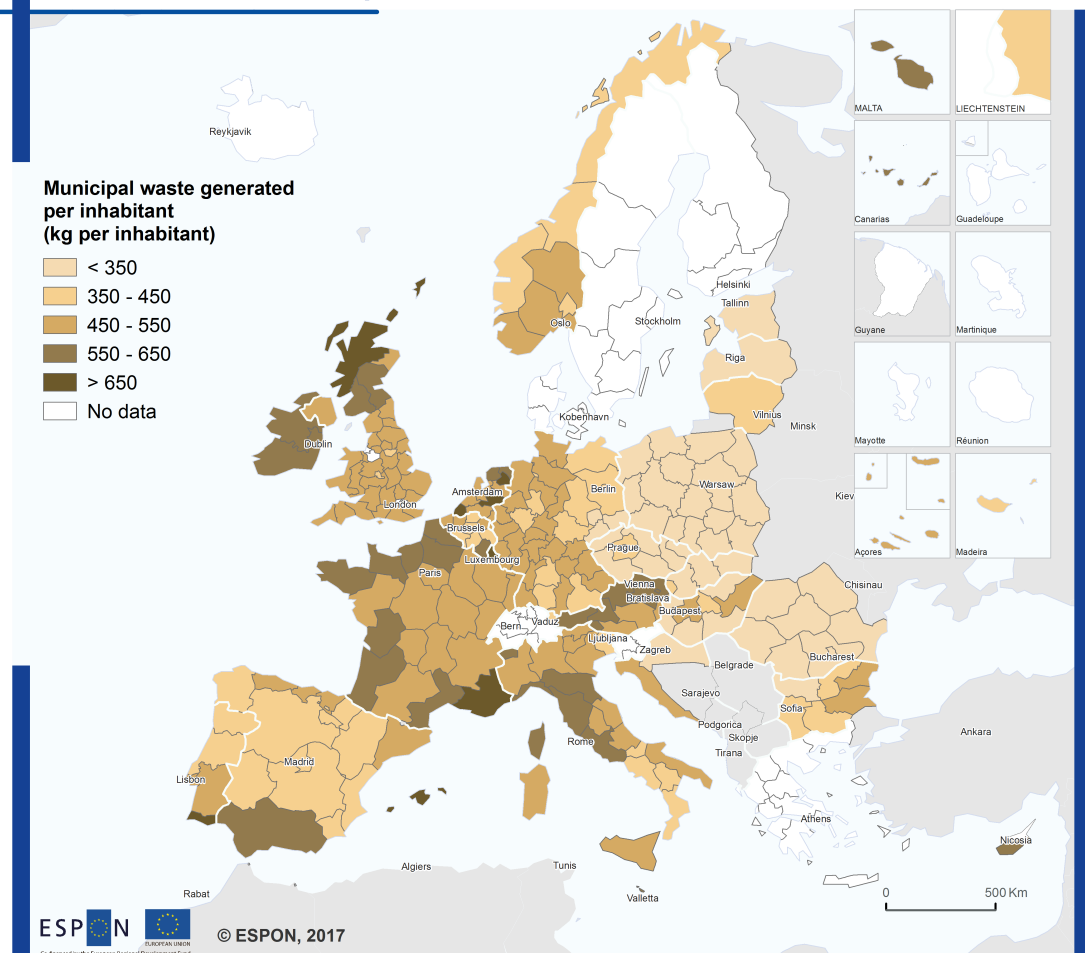 MALTA
LIECHTENSTEIN
Reykjavik
Municipal waste generated
per inhabitant
(kg per inhabitant)
< 350
350 - 450
450 - 550
550 - 650
> 650
No data
Canarias
Guadeloupe
Helsinki
Tallinn
Oslo
Stockholm
Guyane
Martinique
Riga
Vilnius
Minsk
Kobenhavn
Dublin
Mayotte
Réunion
Amsterdam
Berlin
Warsaw
London
Kiev
Brussels
Prague
Açores
Madeira
Luxembourg
Paris
Vienna
Chisinau
Bratislava
Budapest
Bern
Vaduz
Ljubljana
Zagreb
Bucharest
Belgrade
Sarajevo
Sofia
Podgorica
Skopje
Rome
Tirana
Ankara
Madrid
Lisbon
Athens
Nicosia
Algiers
Tunis
Rabat
Valletta
0 500 Km
ESPON
EUROPEAN UNION
© ESPON, 2017